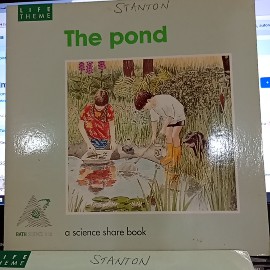 STANTON
LIFE
THEME
The pond
a science share book
LIFE
THEME
STANTON